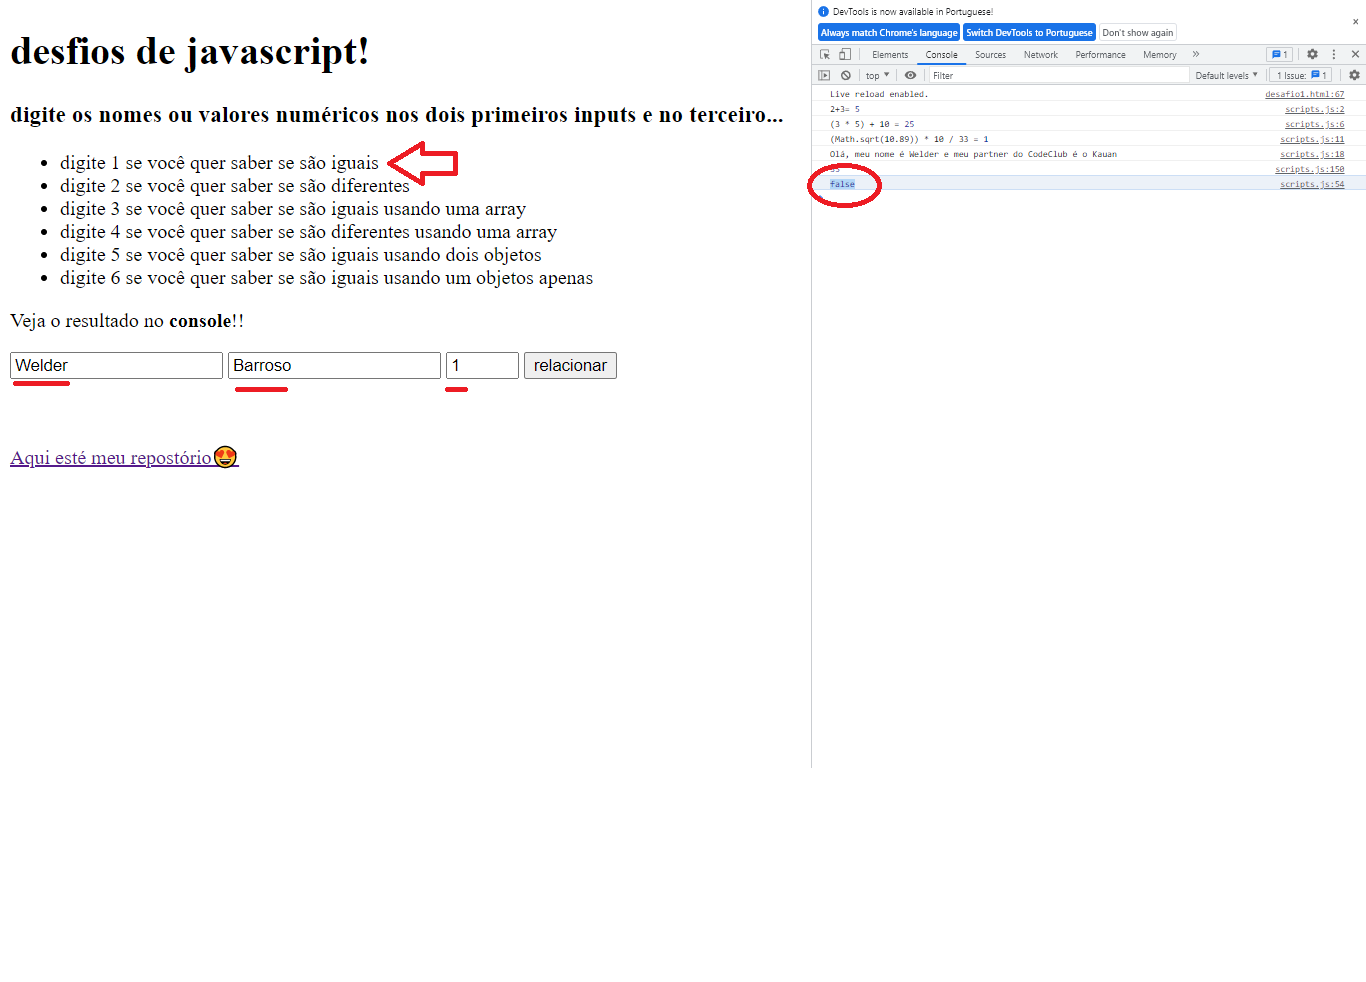 desfios de javascript!
digite os nomes ou valores numéricos nos dois primeiros inputs e no terceiro...
digite 1 se você quer saber se são iguais
digite 2 se você quer saber se são diferentes
digite 3 se você quer saber se são iguais usando uma array
digite 4 se você quer saber se são diferentes usando uma array
digite 5 se você quer saber se são iguais usando dois objetos
digite 6 se você quer saber se são iguais usando um objetos apenas
Veja o resultado no console!!
Welder Barroso 1 relacionar
Aqui esté meu repostório😍
DevTools is now available in Portuguese!
Always match Chrome's language Switch DevTools to Portuguese Don't show again
Elements Console Sources Network Performance Memory » 1
top ▼ Filter Default levels ▼ 1 Issue: 1
Live reload enabled. desafio1.html:67
2+3= 5 scripts.js:2
(3 * 5) + 10 = 25 scripts.js:6
(Math.sqrt(10.89)) * 10 / 33 = 1 scripts.js:11
Olá, meu nome é Welder e meu partner do CodeClub é o Kauan scripts.js:18
scripts.js:150
false scripts.js:54